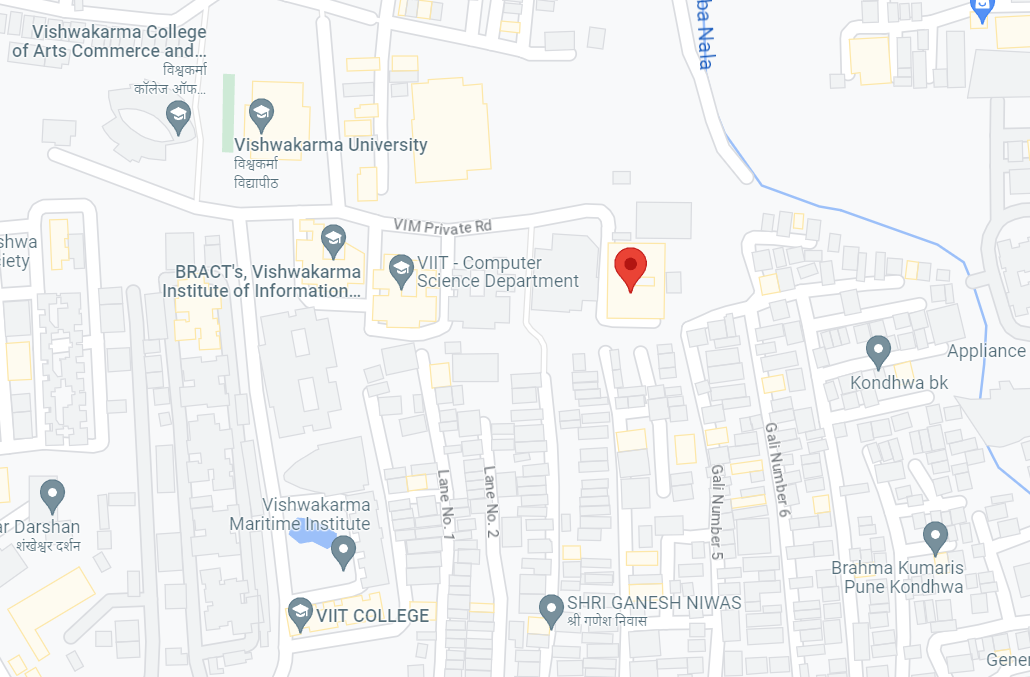 Vishwakarma College
of Arts Commerce and...
विश्वकर्मा
कॉलेज ऑफ...
Vishwakarma University
विश्वकर्मा
विद्यापीठ
ba Nala
VIM Private Rd
shwa
iety
BRACT's, Vishwakarma
Institute of Information...
VIIT - Computer
Science Department
Appliance
Kondhwa bk
Gali Number 6
Gali Number 5
Lane No. 1
Lane No. 2
Vishwakarma
Maritime Institute
ar Darshan
शंखेश्वर दर्शन
Brahma Kumaris
Pune Kondhwa
VIIT COLLEGE
SHRI GANESH NIWAS
श्री गणेश निवास
Gener